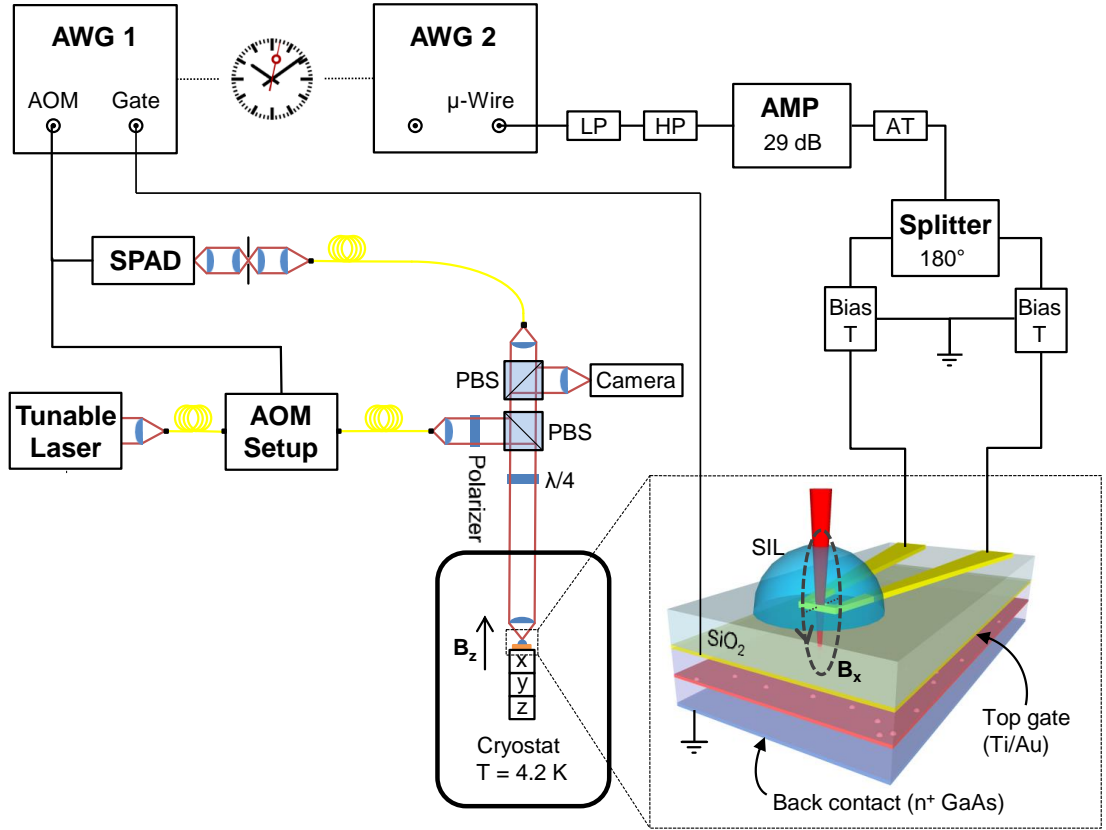 AWG 1
AOM
Gate
AWG 2
μ-Wire
LP
HP
AMP
29 dB
AT
Splitter
180°
Bias
T
Bias
T
SPAD
PBS
Camera
Tunable
Laser
AOM
Setup
PBS
Polarizer
λ/4
Bz
x
y
z
Cryostat
T = 4.2 K
SIL
SiO₂
Bₓ
Top gate
(Ti/Au)
Back contact (n⁺ GaAs)